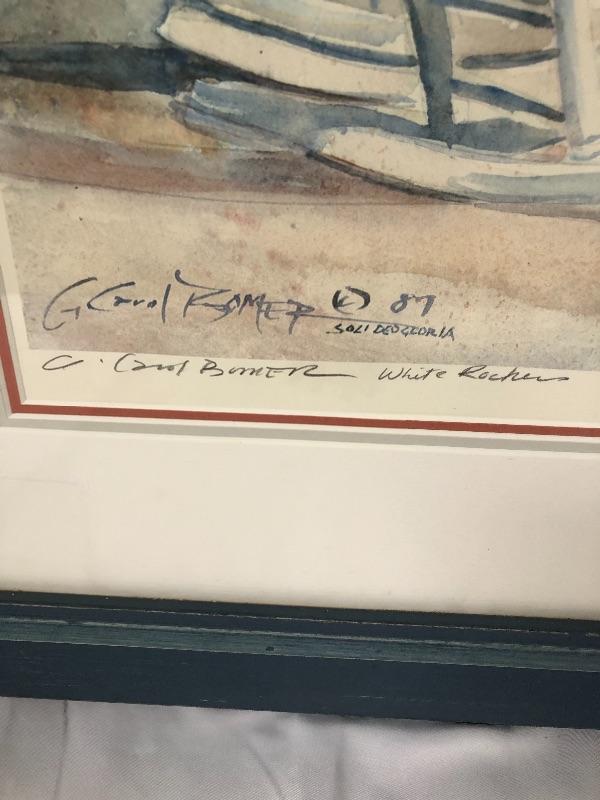 G Carol BOMER © 87
SOLI DEO GLORIA
G. Carol BOMER White Rockers